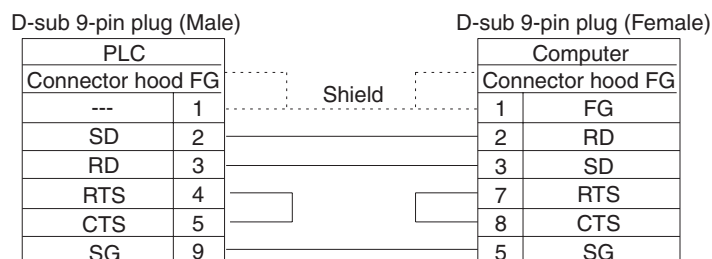 D-sub 9-pin plug (Male) D-sub 9-pin plug (Female)
PLC Computer
Connector hood FG Connector hood FG
Shield
--- 1 1 FG
SD 2 2 RD
RD 3 3 SD
RTS 4 7 RTS
CTS 5 8 CTS
SG 9 5 SG